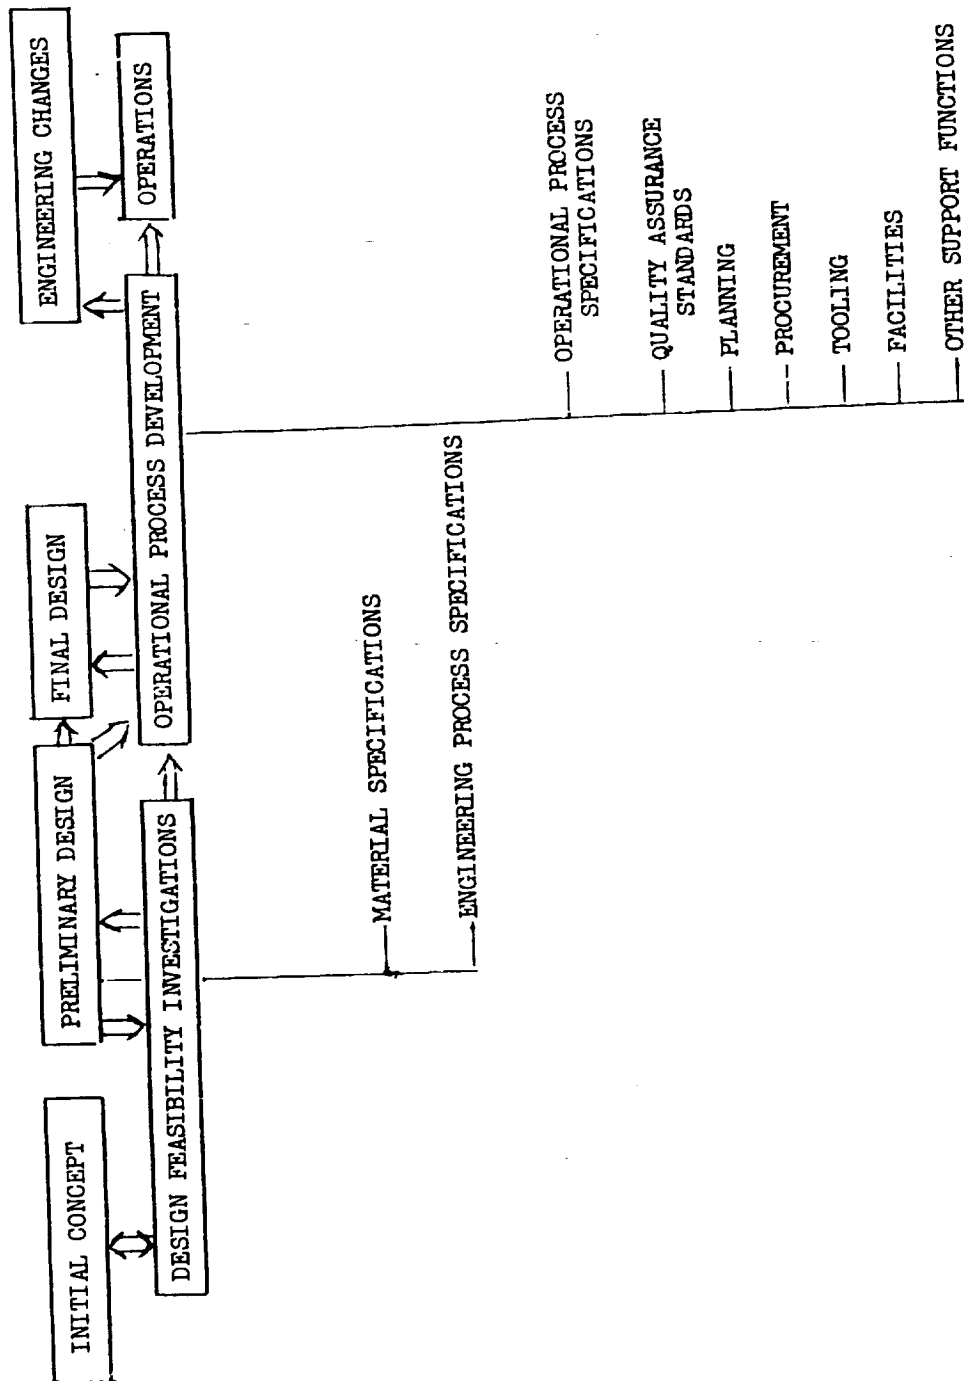 INITIAL CONCEPT
PRELIMINARY DESIGN
FINAL DESIGN
ENGINEERING CHANGES
DESIGN FEASIBILITY INVESTIGATIONS
OPERATIONAL PROCESS DEVELOPMENT
OPERATIONS
MATERIAL SPECIFICATIONS
ENGINEERING PROCESS SPECIFICATIONS
OPERATIONAL PROCESS
SPECIFICATIONS
QUALITY ASSURANCE
STANDARDS
PLANNING
PROCUREMENT
TOOLING
FACILITIES
OTHER SUPPORT FUNCTIONS